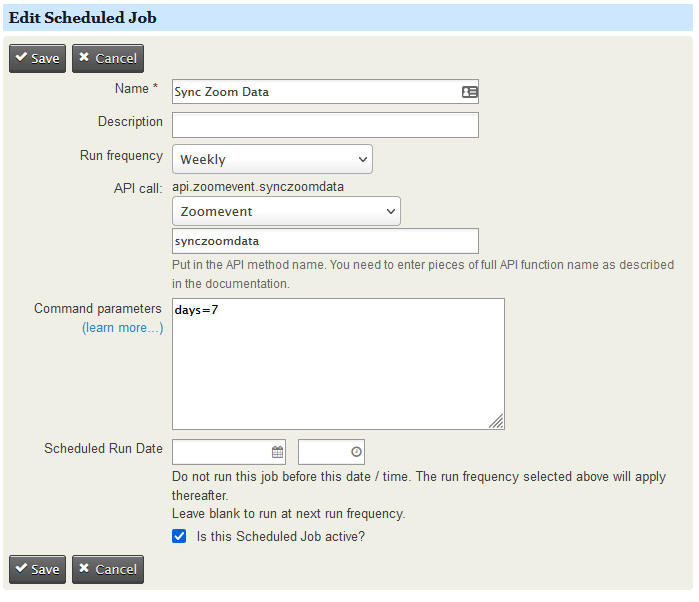 Edit Scheduled Job
Save Cancel
Name * Sync Zoom Data
Description
Run frequency Weekly
API call: api.zoomevent.synczoomdata
Zoomevent
synczoomdata
Put in the API method name. You need to enter pieces of full API function name as described
in the documentation.
Command parameters days=7
(learn more...)
Scheduled Run Date
Do not run this job before this date / time. The run frequency selected above will apply
thereafter.
Leave blank to run at next run frequency.
Is this Scheduled Job active?
Save Cancel